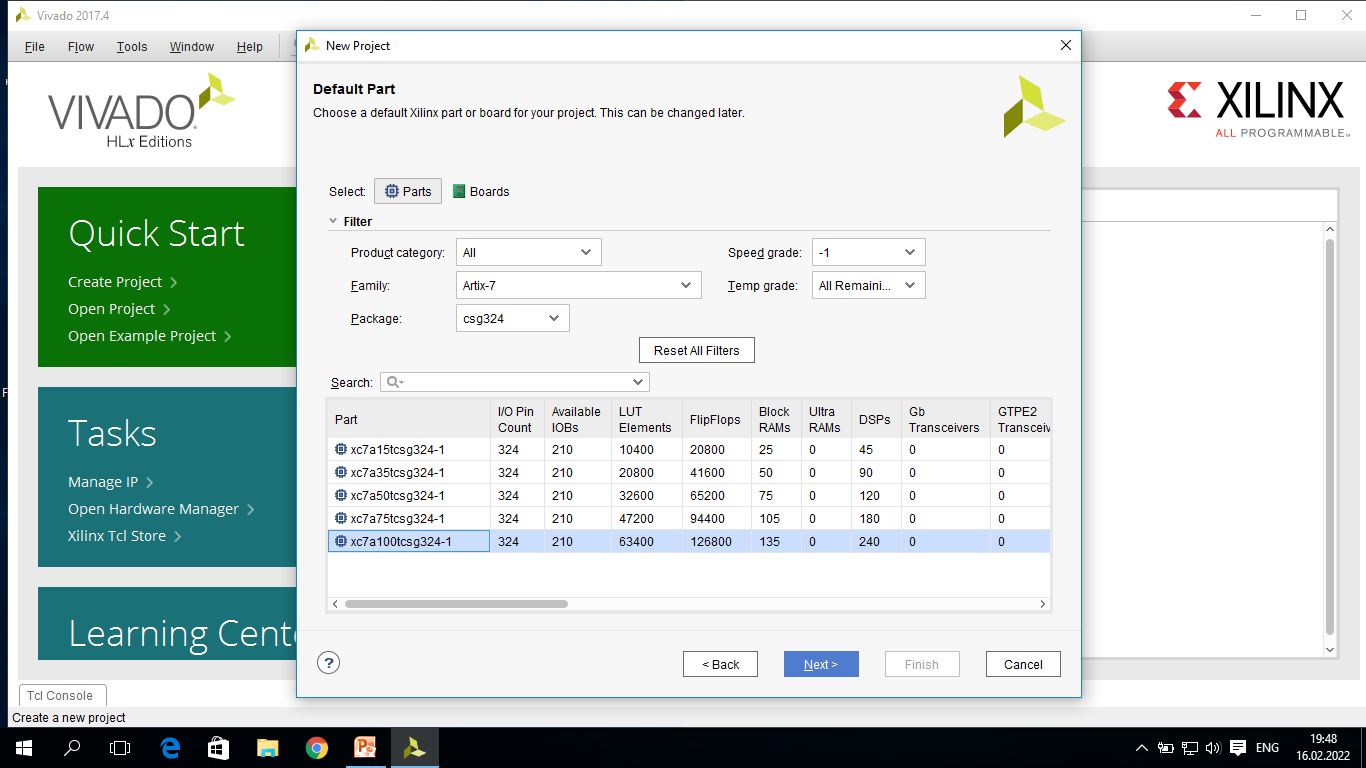 Vivado 2017.4
File Flow Tools Window Help
VIVADO
HLx Editions
XILINX
ALL PROGRAMMABLE™
Quick Start
Create Project >
Open Project >
Open Example Project >
Tasks
Manage IP >
Open Hardware Manager >
Xilinx Tcl Store >
Learning Cent
Tcl Console
Create a new project
New Project
Default Part
Choose a default Xilinx part or board for your project. This can be changed later.
Select: Parts Boards
Filter
Product category: All Speed grade: -1
Family: Artix-7 Temp grade: All Remaini...
Package: csg324
Reset All Filters
Search:
Part I/O Pin Count Available IOBs LUT Elements FlipFlops Block RAMs Ultra RAMs DSPs Gb Transceivers GTPE2 Transceiv
xc7a15tcsg324-1 324 210 10400 20800 25 0 45 0 0
xc7a35tcsg324-1 324 210 20800 41600 50 0 90 0 0
xc7a50tcsg324-1 324 210 32600 65200 75 0 120 0 0
xc7a75tcsg324-1 324 210 47200 94400 105 0 180 0 0
xc7a100tcsg324-1 324 210 63400 126800 135 0 240 0 0
?
< Back Next > Finish Cancel
ENG
19:48
16.02.2022